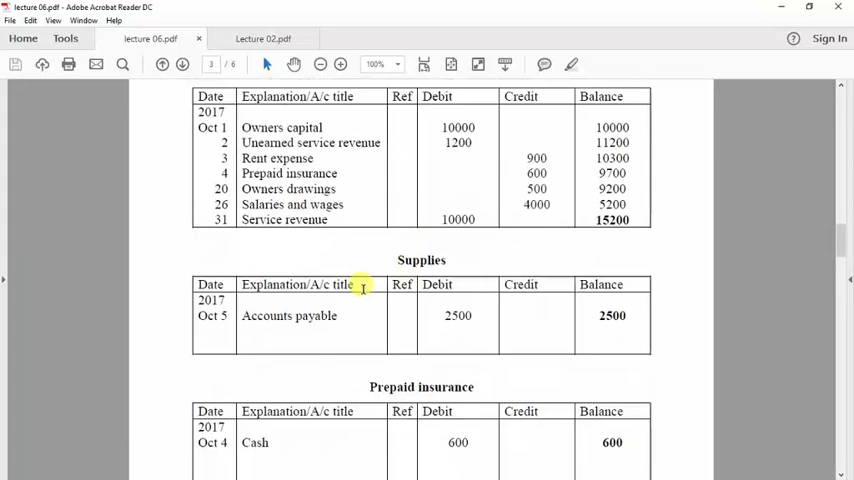 lecture 06.pdf - Adobe Acrobat Reader DC
File Edit View Window Help
Home Tools lecture 06.pdf × Lecture 02.pdf Sign In
3 / 6 100%
Date Explanation/A/c title Ref Debit Credit Balance
2017
Oct 1 Owners capital 10000 10000
2 Unearned service revenue 1200 11200
3 Rent expense 900 10300
4 Prepaid insurance 600 9700
20 Owners drawings 500 9200
26 Salaries and wages 4000 5200
31 Service revenue 10000 15200
Supplies
Date Explanation/A/c title Ref Debit Credit Balance
2017
Oct 5 Accounts payable 2500 2500
Prepaid insurance
Date Explanation/A/c title Ref Debit Credit Balance
2017
Oct 4 Cash 600 600